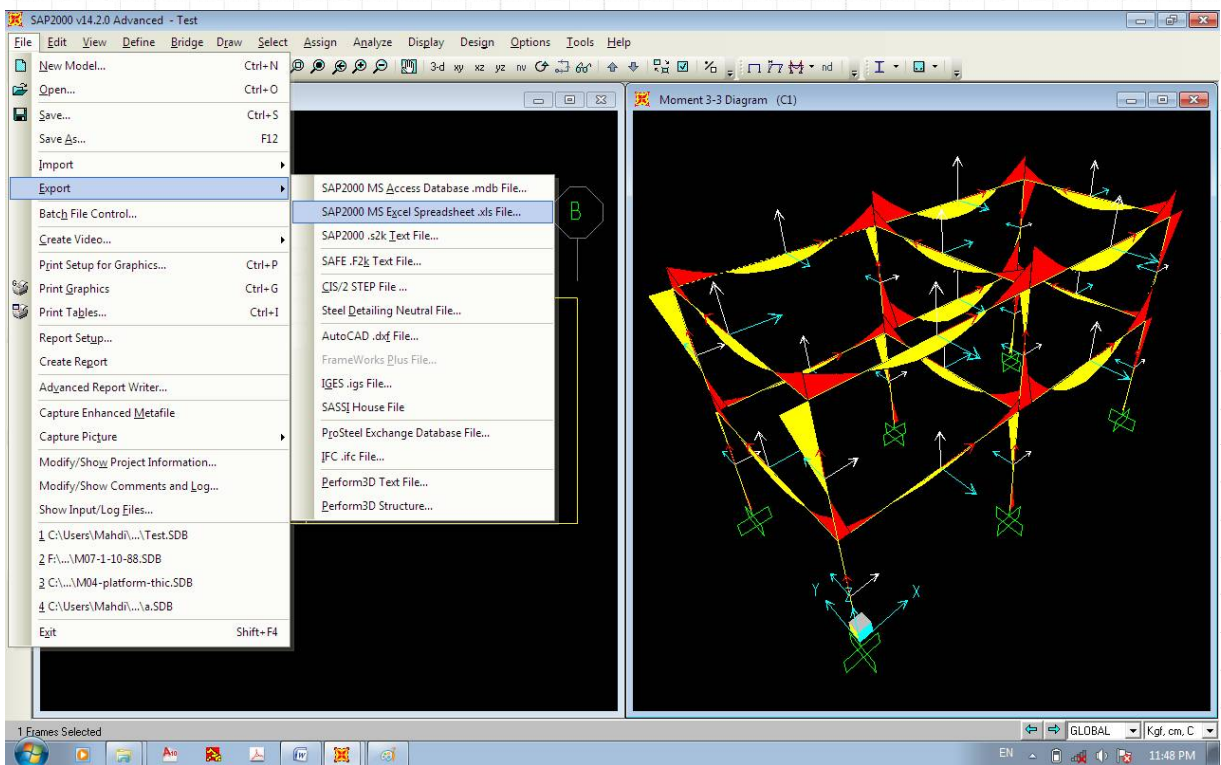 SAP2000 v14.2.0 Advanced - Test
File Edit View Define Bridge Draw Select Assign Analyze Display Design Options Tools Help
3-d xy xz yz nv
nd
New Model... Ctrl+N
Open... Ctrl+O
Save... Ctrl+S
Save As... F12
Import
Export
Batch File Control...
Create Video...
Print Setup for Graphics... Ctrl+P
Print Graphics Ctrl+G
Print Tables... Ctrl+I
Report Setup...
Create Report
Advanced Report Writer...
Capture Enhanced Metafile
Capture Picture
Modify/Show Project Information...
Modify/Show Comments and Log...
Show Input/Log Files...
1 C:\Users\Mahdi\...\Test.SDB
2 F:\...\M07-1-10-88.SDB
3 C:\...\M04-platform-thic.SDB
4 C:\Users\Mahdi\...\a.SDB
Exit Shift+F4
SAP2000 MS Access Database .mdb File...
SAP2000 MS Excel Spreadsheet .xls File...
SAP2000 .s2k Text File...
SAFE .F2k Text File...
CIS/2 STEP File ...
Steel Detailing Neutral File...
AutoCAD .dxf File...
FrameWorks Plus File...
IGES .igs File...
SASSI House File
ProSteel Exchange Database File...
IFC .ifc File...
Perform3D Text File...
Perform3D Structure...
B
Moment 3-3 Diagram (C1)
Y Z X
1 Frames Selected
GLOBAL
Kgf, cm, C
EN
11:48 PM